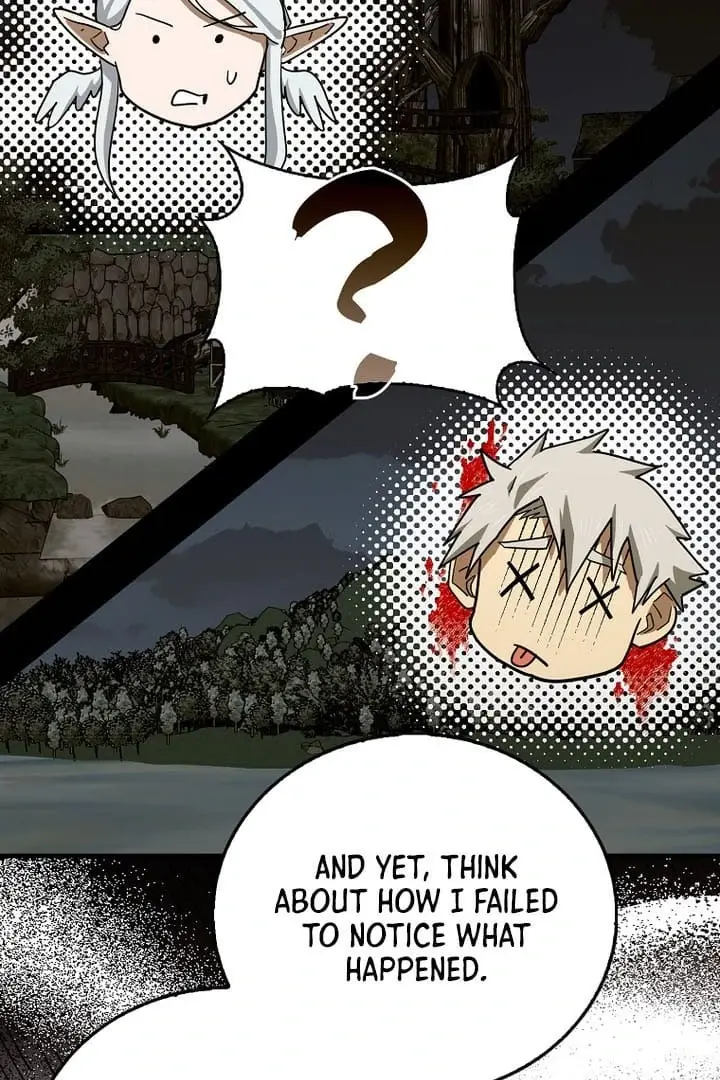 ?
AND YET, THINK
ABOUT HOW I FAILED
TO NOTICE WHAT
HAPPENED.